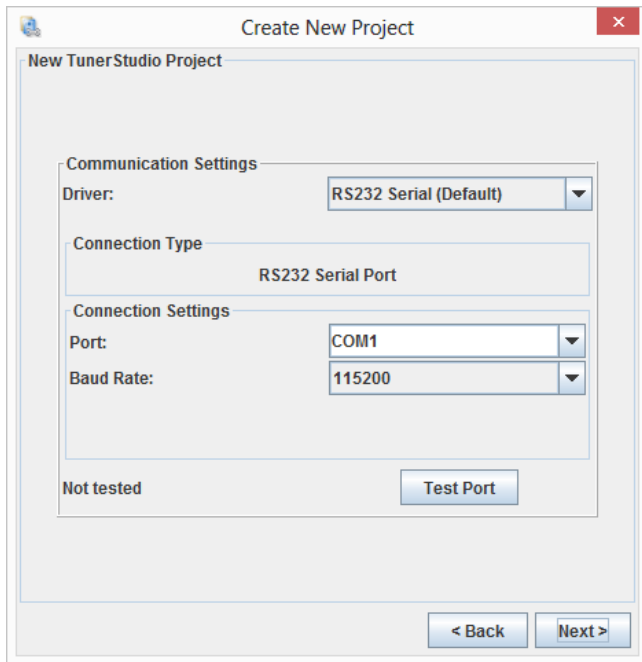 Create New Project
New TunerStudio Project
Communication Settings
Driver: RS232 Serial (Default)
Connection Type
RS232 Serial Port
Connection Settings
Port: COM1
Baud Rate: 115200
Not tested Test Port
< Back Next >